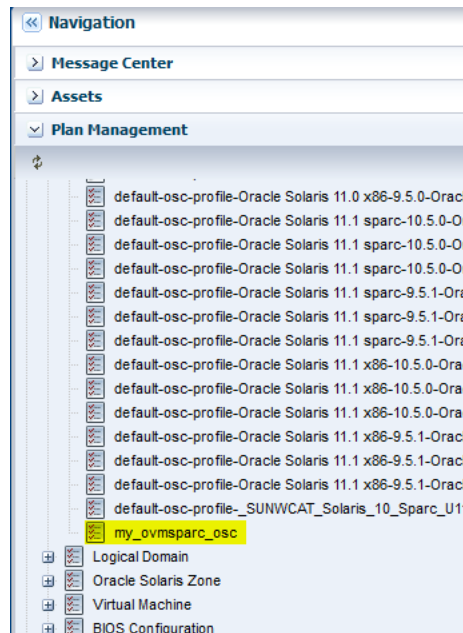 Navigation
Message Center
Assets
Plan Management
default-osc-profile-Oracle Solaris 11.0 x86-9.5.0-Orac
default-osc-profile-Oracle Solaris 11.1 sparc-10.5.0-O
default-osc-profile-Oracle Solaris 11.1 sparc-10.5.0-O
default-osc-profile-Oracle Solaris 11.1 sparc-10.5.0-O
default-osc-profile-Oracle Solaris 11.1 sparc-9.5.1-Ora
default-osc-profile-Oracle Solaris 11.1 sparc-9.5.1-Ora
default-osc-profile-Oracle Solaris 11.1 sparc-9.5.1-Ora
default-osc-profile-Oracle Solaris 11.1 x86-10.5.0-Ora
default-osc-profile-Oracle Solaris 11.1 x86-10.5.0-Ora
default-osc-profile-Oracle Solaris 11.1 x86-10.5.0-Ora
default-osc-profile-Oracle Solaris 11.1 x86-9.5.1-Orac
default-osc-profile-Oracle Solaris 11.1 x86-9.5.1-Orac
default-osc-profile-Oracle Solaris 11.1 x86-9.5.1-Orac
default-osc-profile-_SUNWCAT_Solaris_10_Sparc_U1
my_ovmsparc_osc
Logical Domain
Oracle Solaris Zone
Virtual Machine
BIOS Configuration